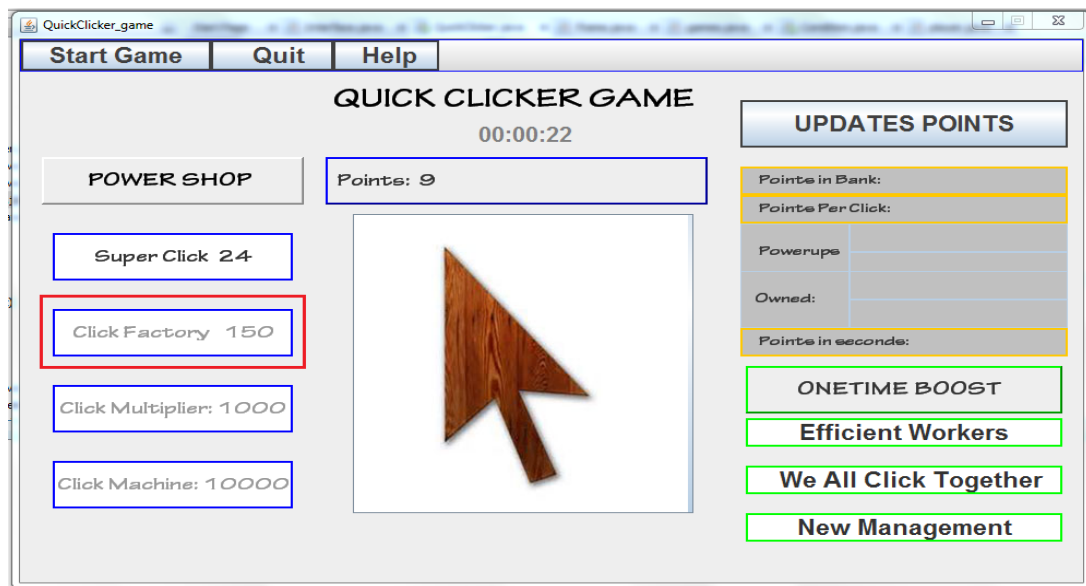 QuickClicker_game
Start Game Quit Help
QUICK CLICKER GAME
00:00:22
POWER SHOP
Points: 9
Super Click 24
Click Factory 150
Click Multiplier: 1000
Click Machine: 10000
UPDATES POINTS
Points in Bank:
Points Per Click:
Powerups
Owned:
Points in seconds:
ONETIME BOOST
Efficient Workers
We All Click Together
New Management